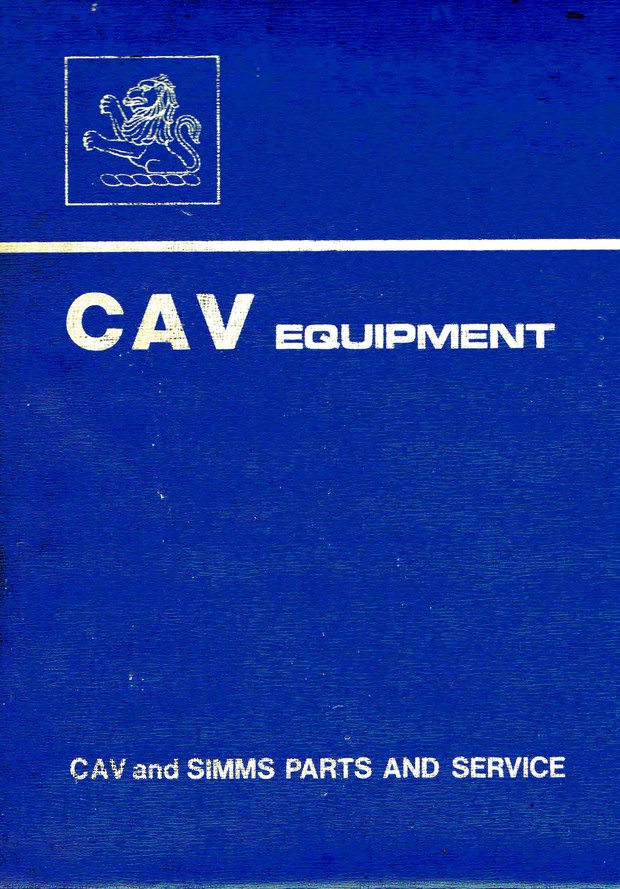 CAV EQUIPMENT
CAV and SIMMS PARTS AND SERVICE